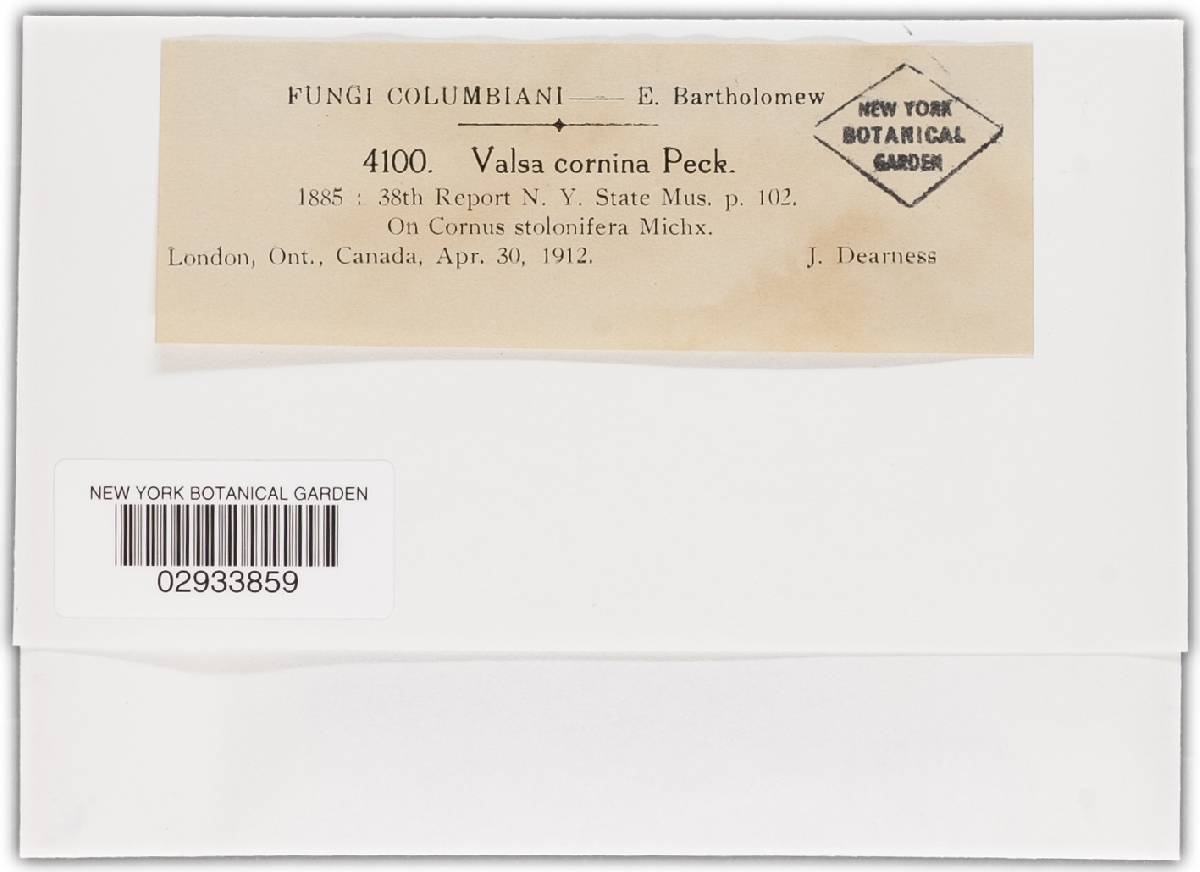 FUNGI COLUMBIANI — E. Bartholomew
NEW YORK
BOTANICAL
GARDEN
4100. Valsa cornina Peck.
1885 : 38th Report N. Y. State Mus. p. 102.
On Cornus stolonifera Michx.
London, Ont., Canada, Apr. 30, 1912. J. Dearness
NEW YORK BOTANICAL GARDEN
02933859